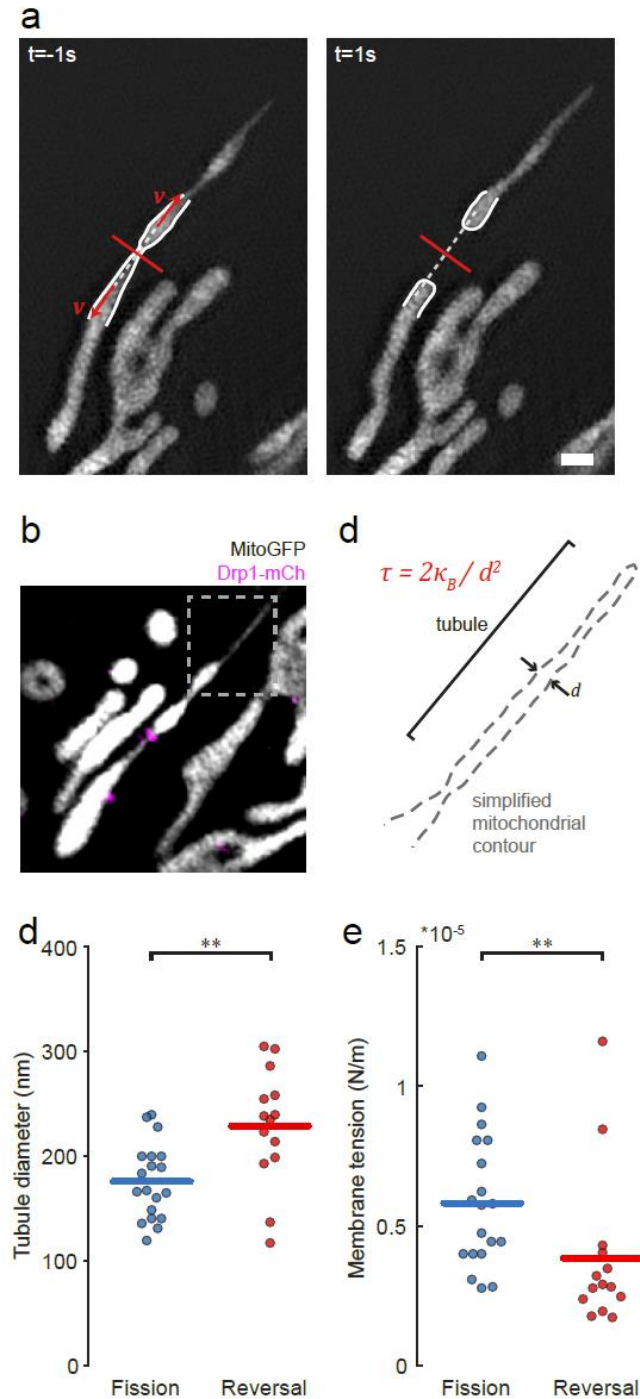 a
t=-1s
t=1s
v
v
b
MitoGFP
Drp1-mCh
d
τ = 2κ_B / d²
tubule
d
simplified
mitochondrial
contour
d
**
400
300
200
100
0
Tubule diameter (nm)
Fission
Reversal
e
*10⁻⁵
**
1.5
1
0.5
0
Membrane tension (N/m)
Fission
Reversal